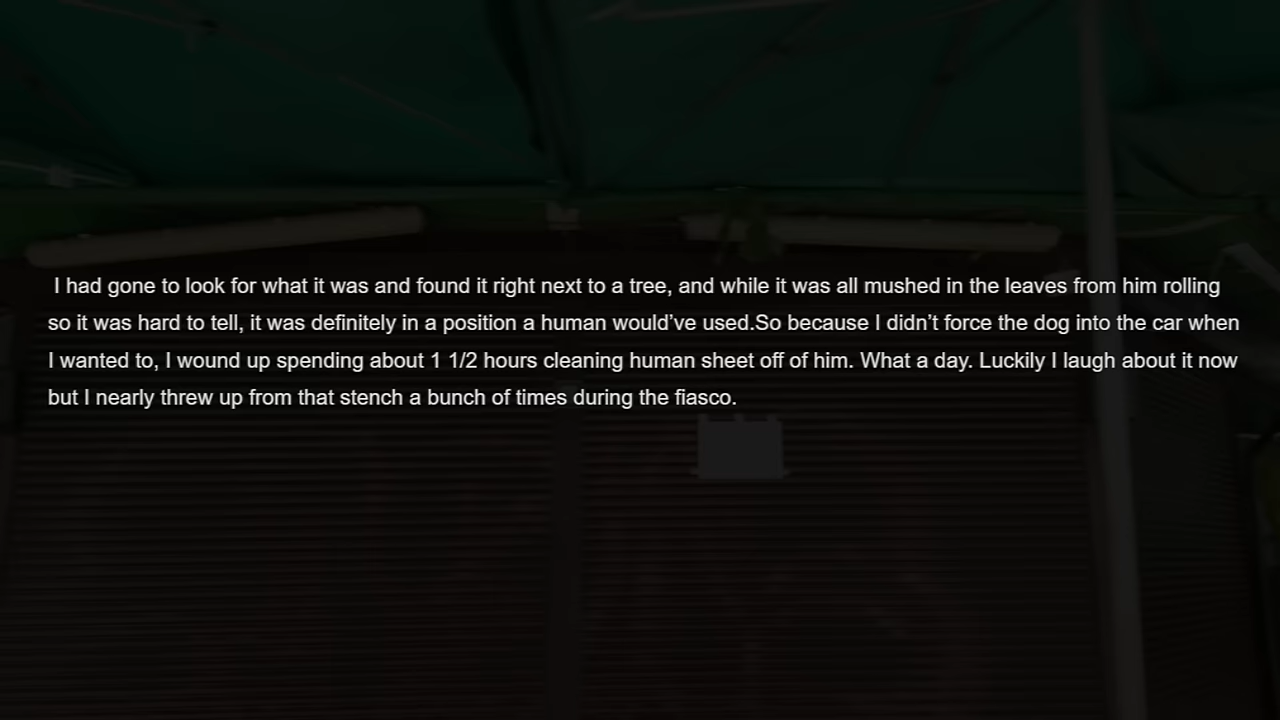 I had gone to look for what it was and found it right next to a tree, and while it was all mushed in the leaves from him rolling
so it was hard to tell, it was definitely in a position a human would’ve used.So because I didn’t force the dog into the car when
I wanted to, I wound up spending about 1 1/2 hours cleaning human sheet off of him. What a day. Luckily I laugh about it now
but I nearly threw up from that stench a bunch of times during the fiasco.